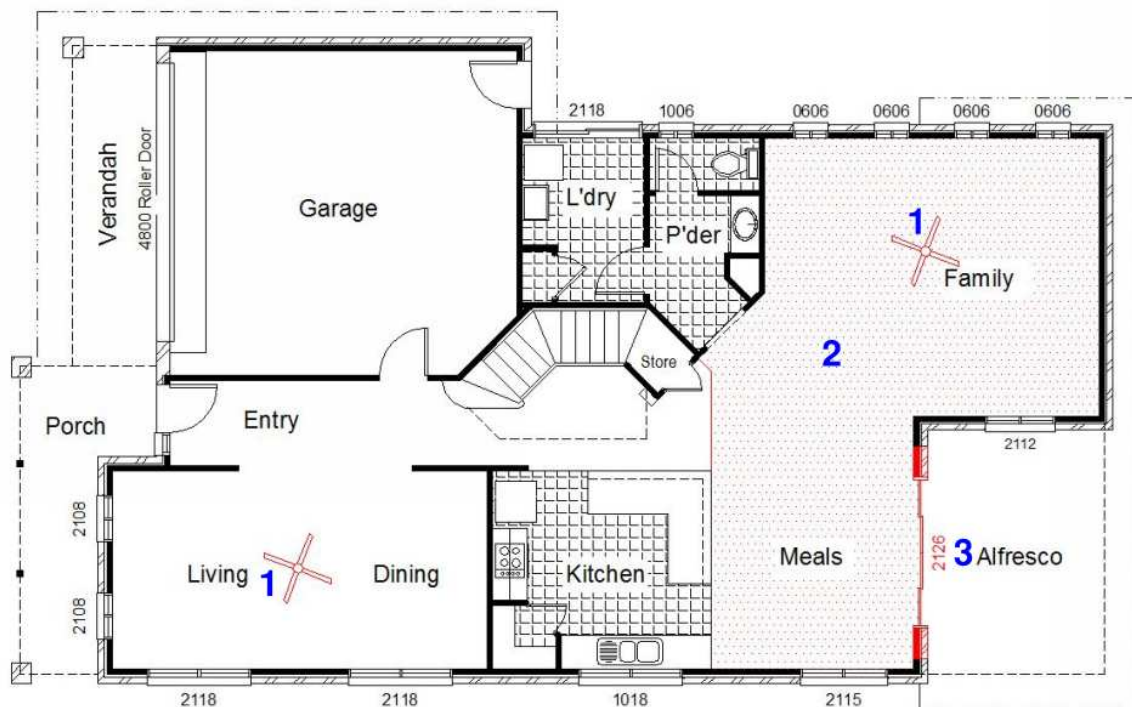 2118
1006
0606
0606
0606
0606
Verandah
4800 Roller Door
Garage
L'dry
P'der
1
Family
2
Store
Porch
Entry
2112
2108
2108
Living
1
Dining
Kitchen
Meals
2126
3
Alfresco
2118
2118
1018
2115